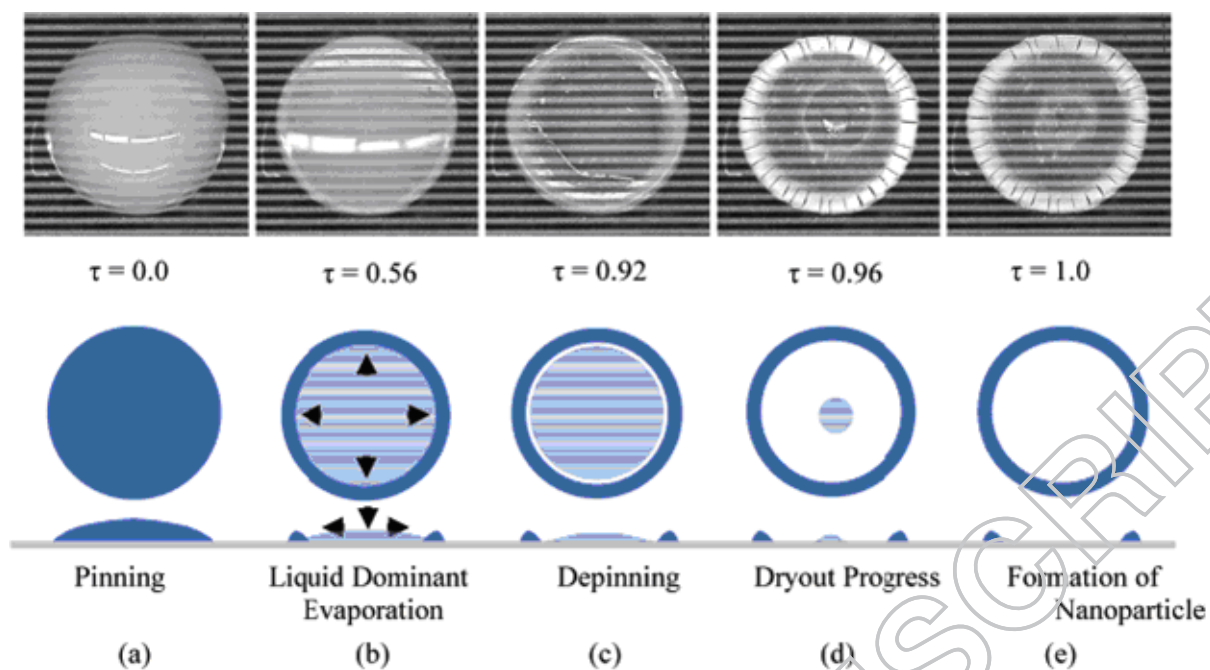 τ = 0.0
τ = 0.56
τ = 0.92
τ = 0.96
τ = 1.0
Pinning
Liquid Dominant
Evaporation
Depinning
Dryout Progress
Formation of
Nanoparticle
(a)
(b)
(c)
(d)
(e)
SCRIP